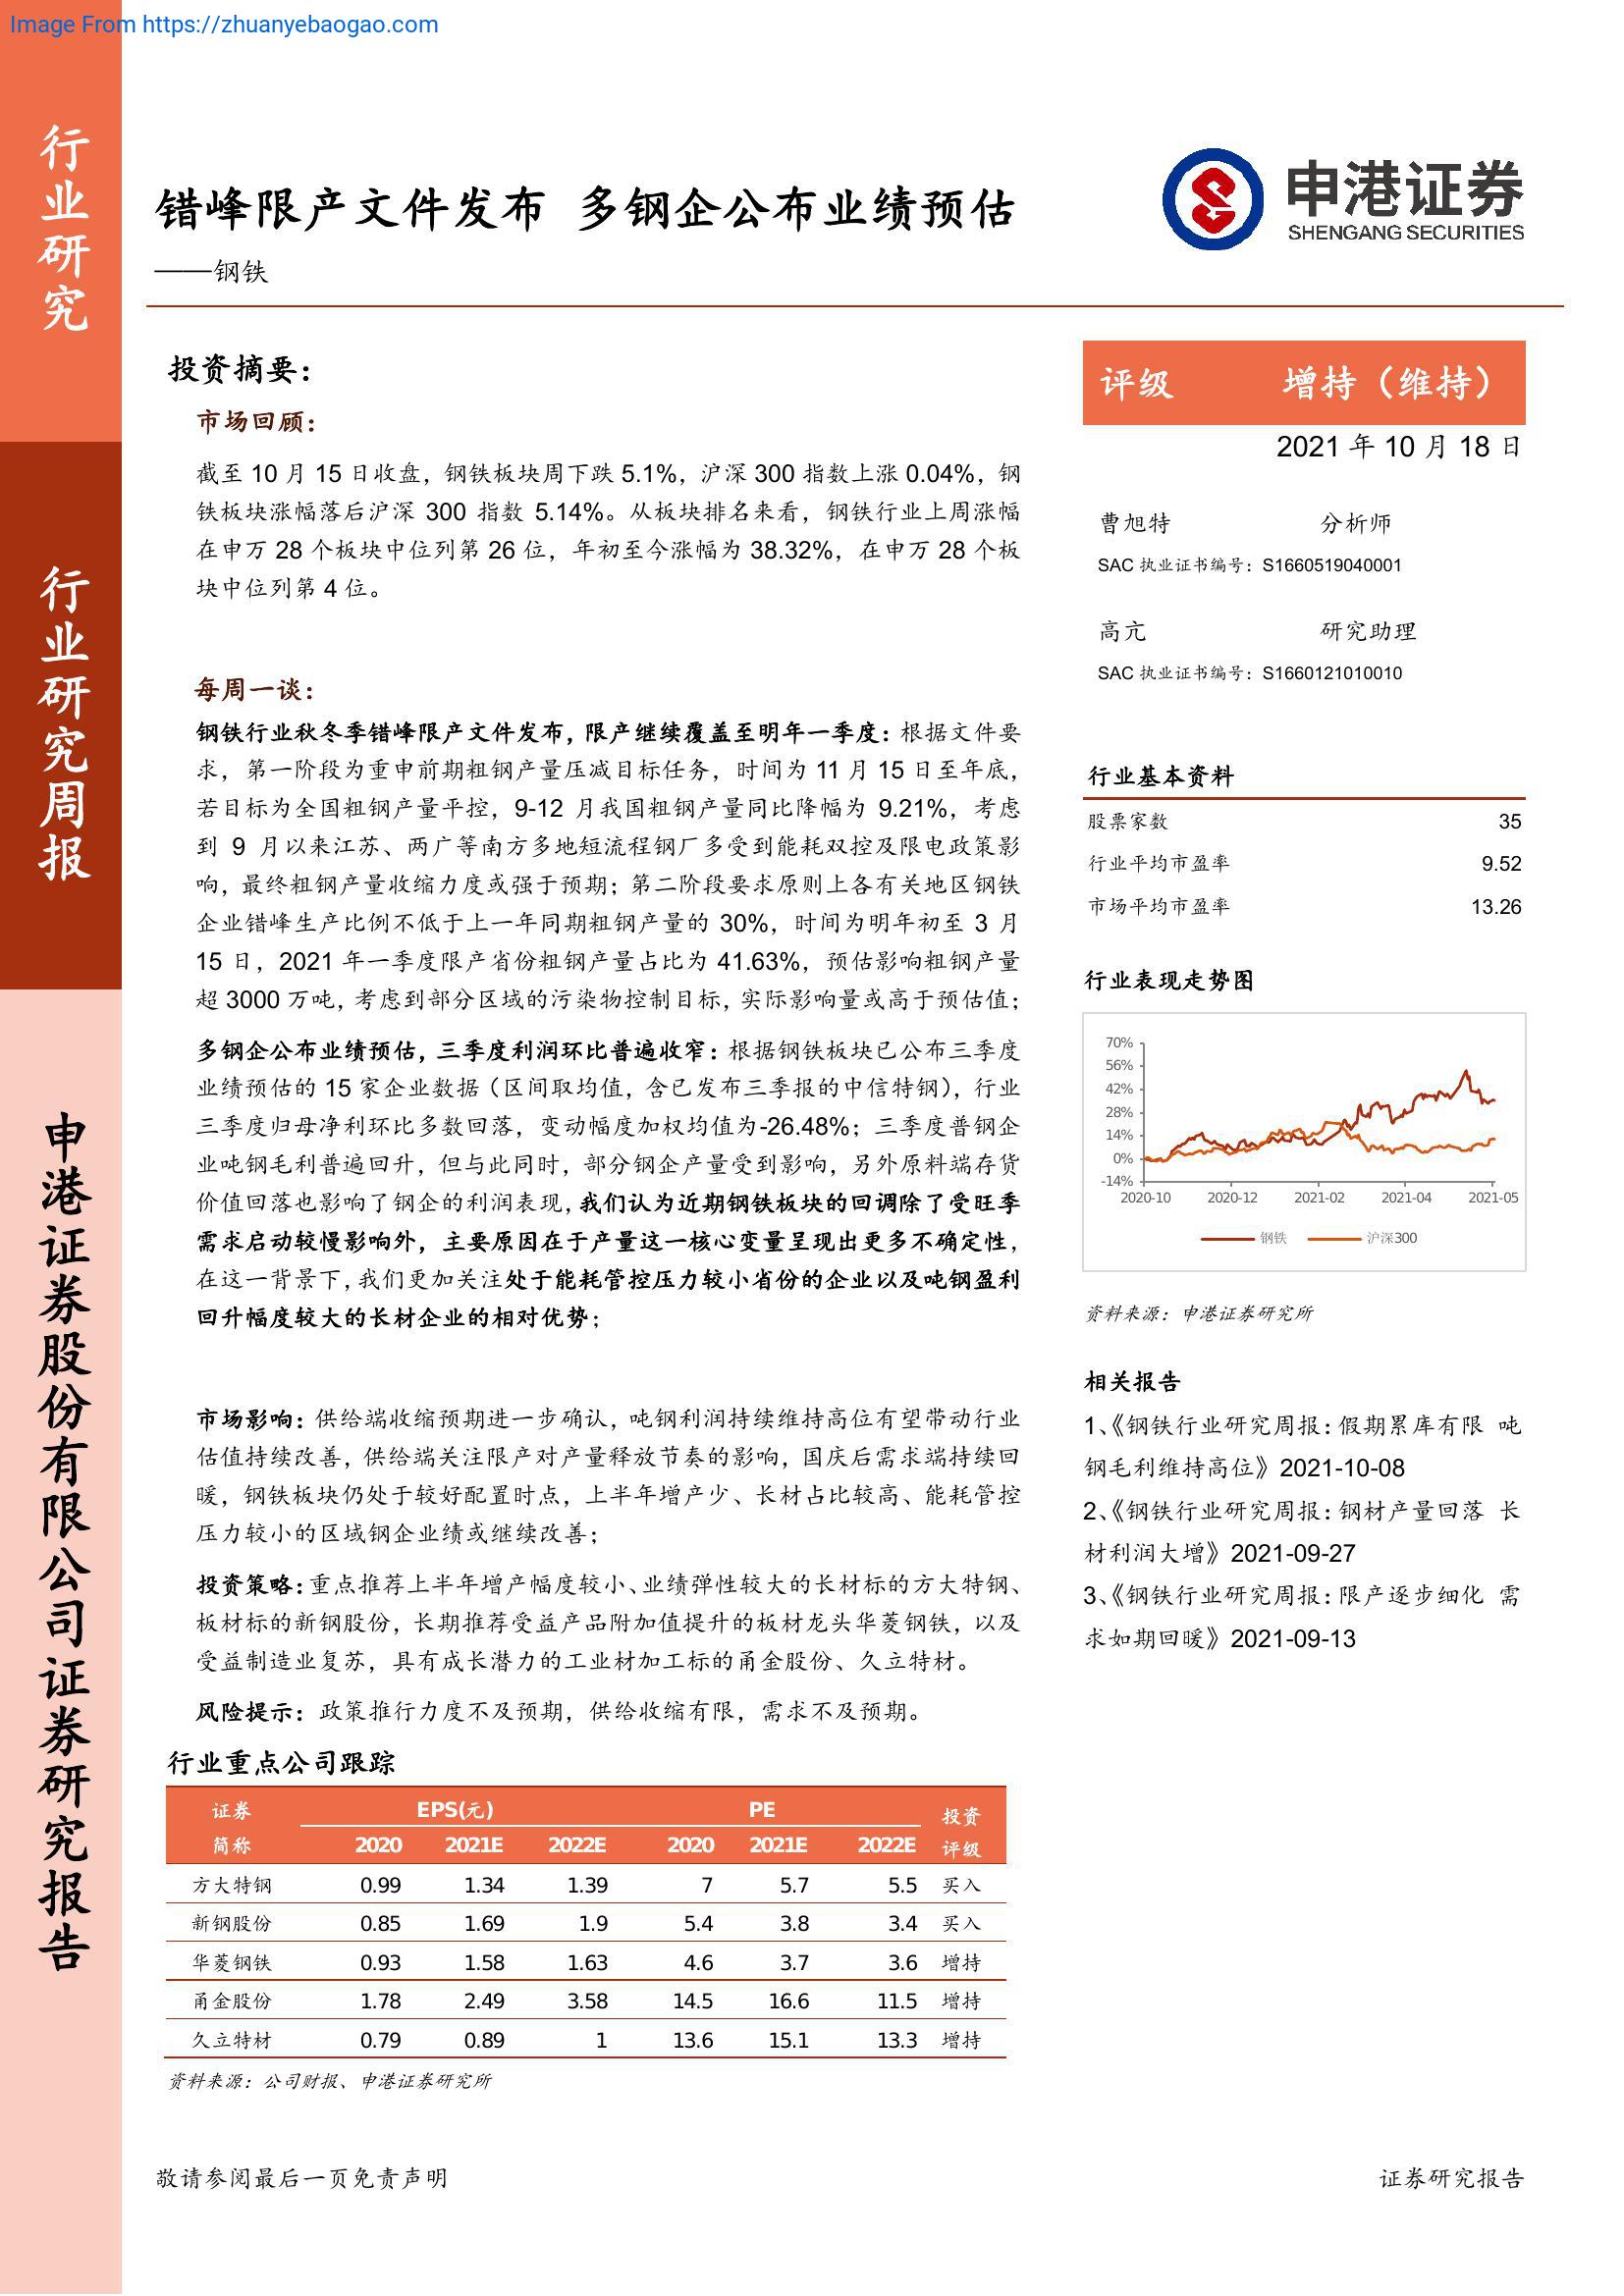 Image From https://zhuanyebaogao.com
行业研究
行业研究周报
申港证券股份有限公司证券研究报告
错峰限产文件发布 多钢企公布业绩预估
——钢铁
申港证券
SHENGANG SECURITIES
投资摘要：
市场回顾：
截至 10 月 15 日收盘，钢铁板块周下跌 5.1%，沪深 300 指数上涨 0.04%，钢
铁板块涨幅落后沪深 300 指数 5.14%。从板块排名来看，钢铁行业上周涨幅
在申万 28 个板块中位列第 26 位，年初至今涨幅为 38.32%，在申万 28 个板
块中位列第 4 位。
每周一谈：
钢铁行业秋冬季错峰限产文件发布，限产继续覆盖至明年一季度：根据文件要
求，第一阶段为重申前期粗钢产量压减目标任务，时间为 11 月 15 日至年底，
若目标为全国粗钢产量平控，9-12 月我国粗钢产量同比降幅为 9.21%，考虑
到 9 月以来江苏、两广等南方多地短流程钢厂多受到能耗双控及限电政策影
响，最终粗钢产量收缩力度或强于预期；第二阶段要求原则上各有关地区钢铁
企业错峰生产比例不低于上一年同期粗钢产量的 30%，时间为明年初至 3 月
15 日，2021 年一季度限产省份粗钢产量占比为 41.63%，预估影响粗钢产量
超 3000 万吨，考虑到部分区域的污染物控制目标，实际影响量或高于预估值；
多钢企公布业绩预估，三季度利润环比普遍收窄：根据钢铁板块已公布三季度
业绩预估的 15 家企业数据（区间取均值，含已发布三季报的中信特钢），行业
三季度归母净利环比多数回落，变动幅度加权均值为-26.48%；三季度普钢企
业吨钢毛利普遍回升，但与此同时，部分钢企产量受到影响，另外原料端存货
价值回落也影响了钢企的利润表现，我们认为近期钢铁板块的回调除了受旺季
需求启动较慢影响外，主要原因在于产量这一核心变量呈现出更多不确定性，
在这一背景下，我们更加关注处于能耗管控压力较小省份的企业以及吨钢盈利
回升幅度较大的长材企业的相对优势；
市场影响：供给端收缩预期进一步确认，吨钢利润持续维持高位有望带动行业
估值持续改善，供给端关注限产对产量释放节奏的影响，国庆后需求端持续回
暖，钢铁板块仍处于较好配置时点，上半年增产少、长材占比较高、能耗管控
压力较小的区域钢企业绩或继续改善；
投资策略：重点推荐上半年增产幅度较小、业绩弹性较大的长材标的方大特钢、
板材标的新钢股份，长期推荐受益产品附加值提升的板材龙头华菱钢铁，以及
受益制造业复苏，具有成长潜力的工业材加工标的甬金股份、久立特材。
风险提示：政策推行力度不及预期，供给收缩有限，需求不及预期。
行业重点公司跟踪
证券 EPS(元) PE 投资
简称 2020 2021E 2022E 2020 2021E 2022E 评级
方大特钢 0.99 1.34 1.39 7 5.7 5.5 买入
新钢股份 0.85 1.69 1.9 5.4 3.8 3.4 买入
华菱钢铁 0.93 1.58 1.63 4.6 3.7 3.6 增持
甬金股份 1.78 2.49 3.58 14.5 16.6 11.5 增持
久立特材 0.79 0.89 1 13.6 15.1 13.3 增持
资料来源：公司财报、申港证券研究所
评级 增持（维持）
2021 年 10 月 18 日
曹旭特 分析师
SAC 执业证书编号：S1660519040001
高亢 研究助理
SAC 执业证书编号：S1660121010010
行业基本资料
股票家数 35
行业平均市盈率 9.52
市场平均市盈率 13.26
行业表现走势图
70%
56%
42%
28%
14%
0%
-14%
2020-10 2020-12 2021-02 2021-04 2021-05
钢铁 沪深300
资料来源：申港证券研究所
相关报告
1、《钢铁行业研究周报：假期累库有限 吨
钢毛利维持高位》2021-10-08
2、《钢铁行业研究周报：钢材产量回落 长
材利润大增》2021-09-27
3、《钢铁行业研究周报：限产逐步细化 需
求如期回暖》2021-09-13
敬请参阅最后一页免责声明 证券研究报告